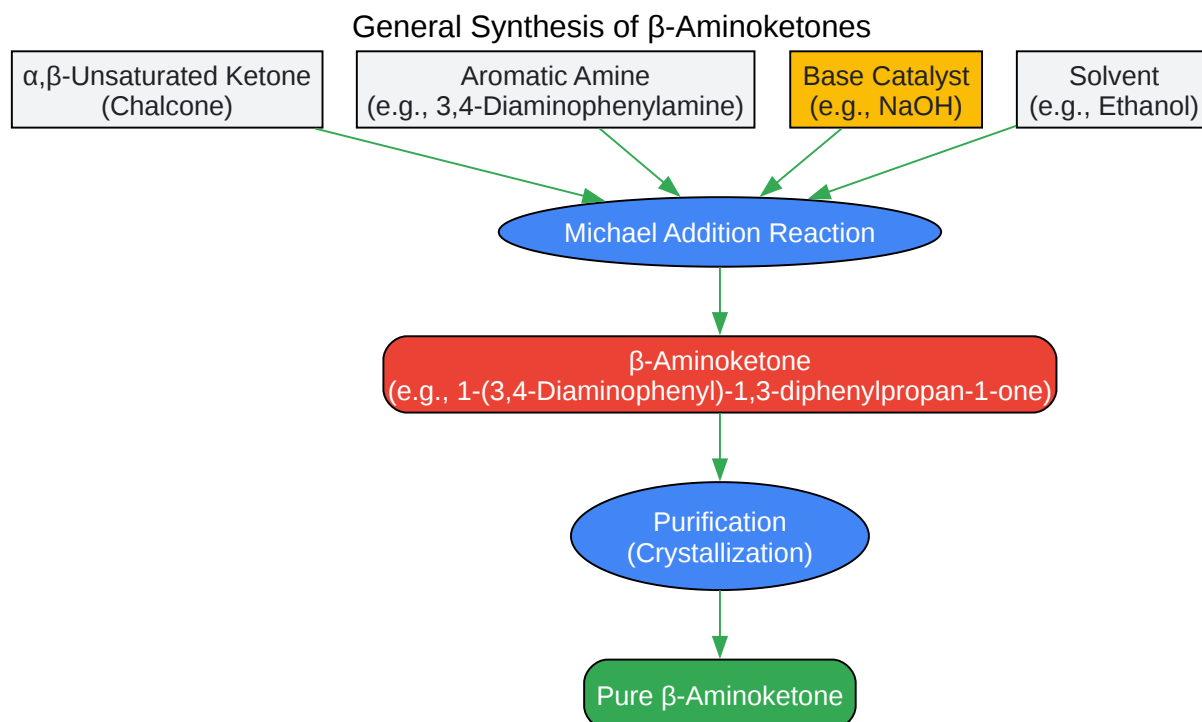 General Synthesis of β-Aminoketones
α,β-Unsaturated Ketone
(Chalcone)
Aromatic Amine
(e.g., 3,4-Diaminophenylamine)
Base Catalyst
(e.g., NaOH)
Solvent
(e.g., Ethanol)
Michael Addition Reaction
β-Aminoketone
(e.g., 1-(3,4-Diaminophenyl)-1,3-diphenylpropan-1-one)
Purification
(Crystallization)
Pure β-Aminoketone